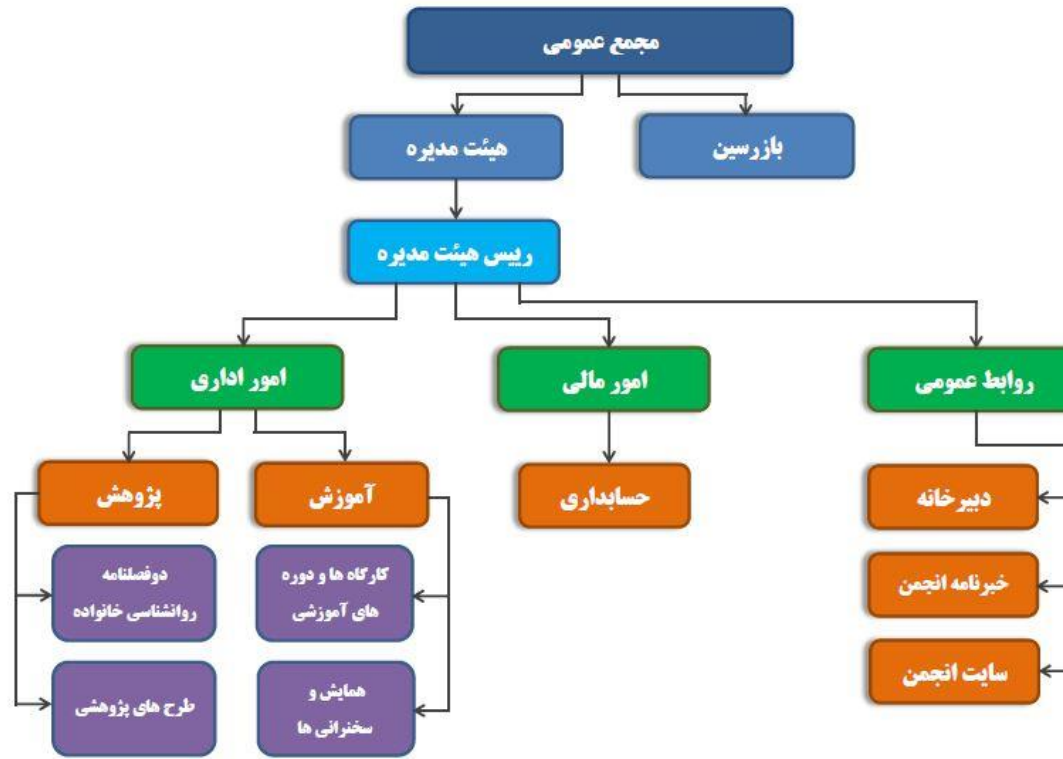 مجمع عمومی
بازرسین
هیئت مدیره
رییس هیئت مدیره
روابط عمومی
امور مالی
امور اداری
دبیرخانه
خبرنامه انجمن
سایت انجمن
حسابداری
آموزش
کارگاه ها و دوره
های آموزشی
همایش و
سخنرانی ها
پژوهش
دوفصلنامه
روانشناسی خانواده
طرح های پژوهشی